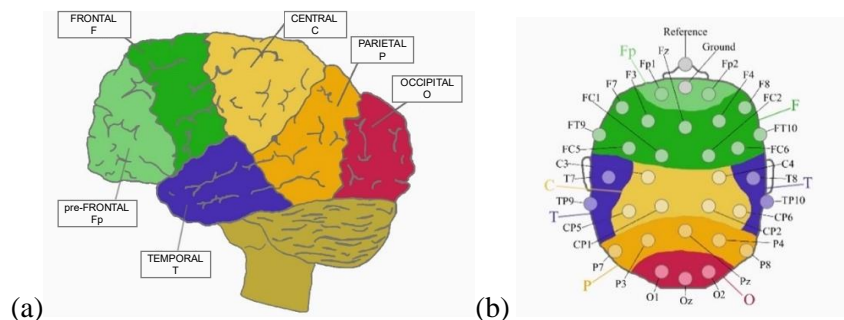 FRONTAL
F
CENTRAL
C
PARIETAL
P
OCCIPITAL
O
pre-FRONTAL
Fp
TEMPORAL
T
(a)
Reference
Ground
Fz
Fp
Fp1
Fp2
F3
F4
F7
F8
FC1
FC2
F
FT9
FT10
FC5
FC6
C3
C4
T7
T8
C
T
TP9
TP10
T
CP5
CP6
CP1
CP2
P4
P7
P8
P
P3
Pz
O1
Oz
O2
O
(b)